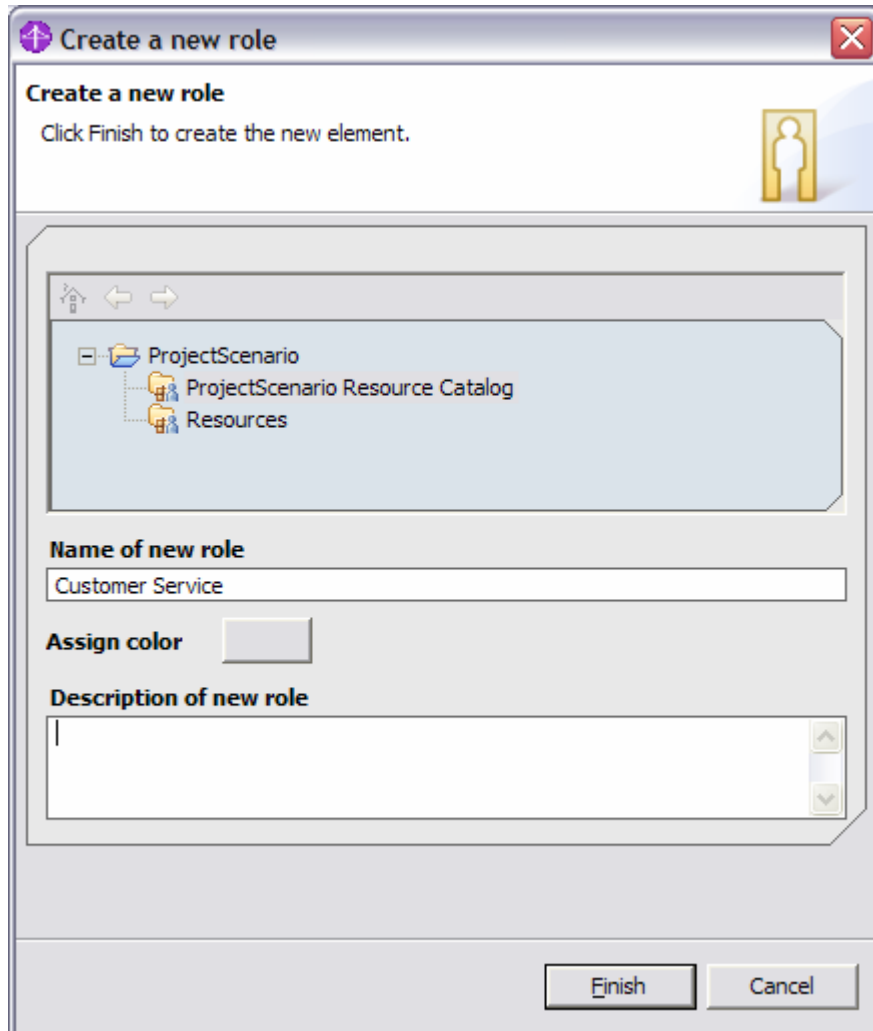 Create a new role
Create a new role
Click Finish to create the new element.
ProjectScenario
ProjectScenario Resource Catalog
Resources
Name of new role
Customer Service
Assign color
Description of new role
Finish
Cancel